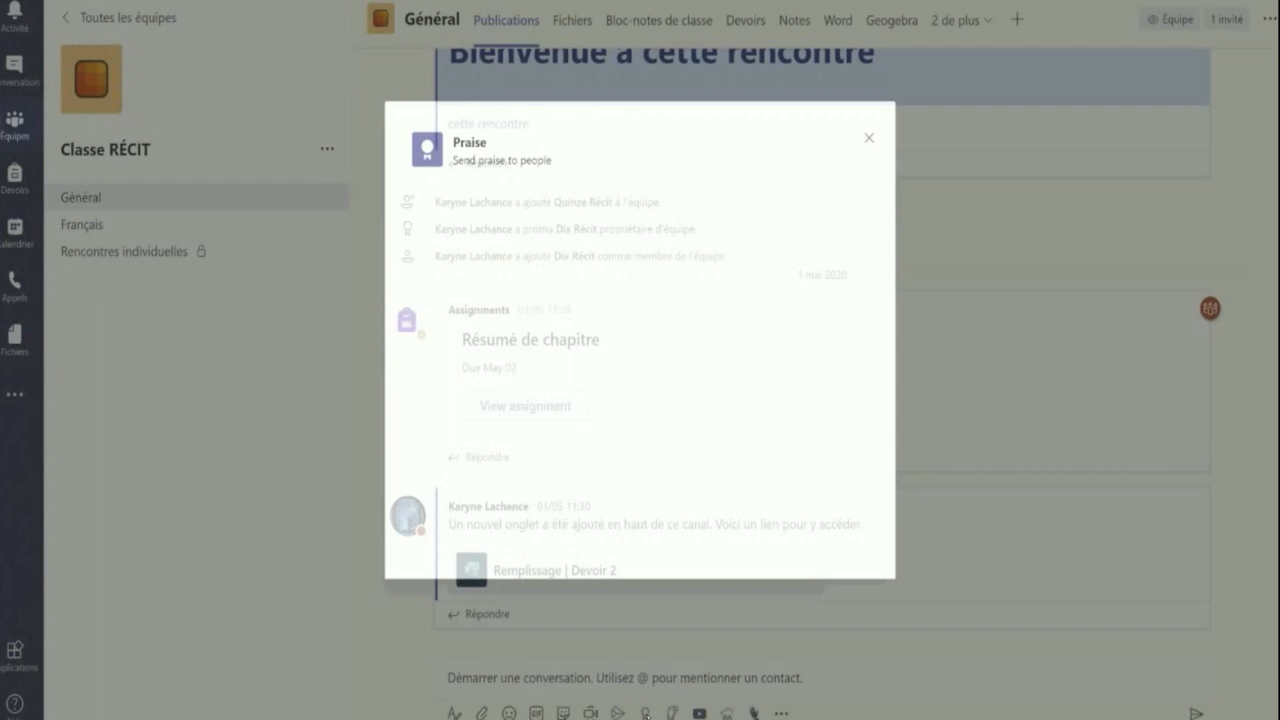 Activité
nversation
Équipes
Devoirs
alendrier
Appels
Fichiers
pplications
Toutes les équipes
Classe RÉCIT
Général
Français
Rencontres individuelles
Général
Publications
Fichiers
Bloc-notes de classe
Devoirs
Notes
Word
Geogebra
2 de plus
Équipe
1 invité
Bienvenue à cette rencontre
cette rencontre
Praise
Send praise to people
Karyne Lachance a ajouté Quinze Récit à l'équipe.
Karyne Lachance a promu Dix Récit propriétaire d'équipe.
Karyne Lachance a ajouté Dix Récit comme membre de l'équipe.
1 mai 2020
Assignments 01/05 11:08
Résumé de chapitre
Due May 02
View assignment
Répondre
Karyne Lachance 01/05 11:30
Un nouvel onglet a été ajouté en haut de ce canal. Voici un lien pour y accéder.
Remplissage | Devoir 2
Répondre
Démarrer une conversation. Utilisez @ pour mentionner un contact.
GIF